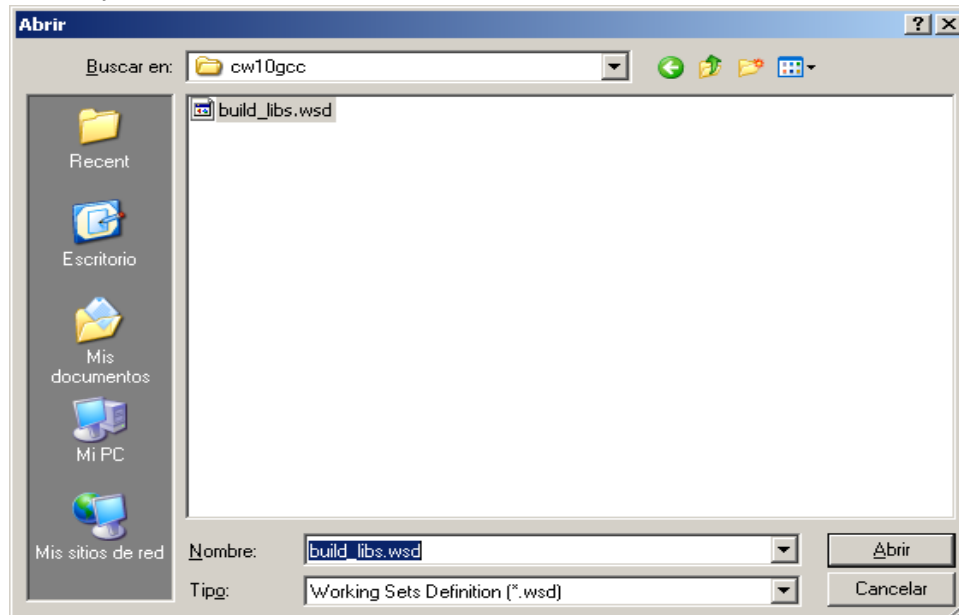 Abrir
Buscar en:
cw10gcc
build_libs.wsd
Recent
Escritorio
Mis
documentos
Mi PC
Mis sitios de red
Nombre:
build_libs.wsd
Abrir
Tipo:
Working Sets Definition (*.wsd)
Cancelar